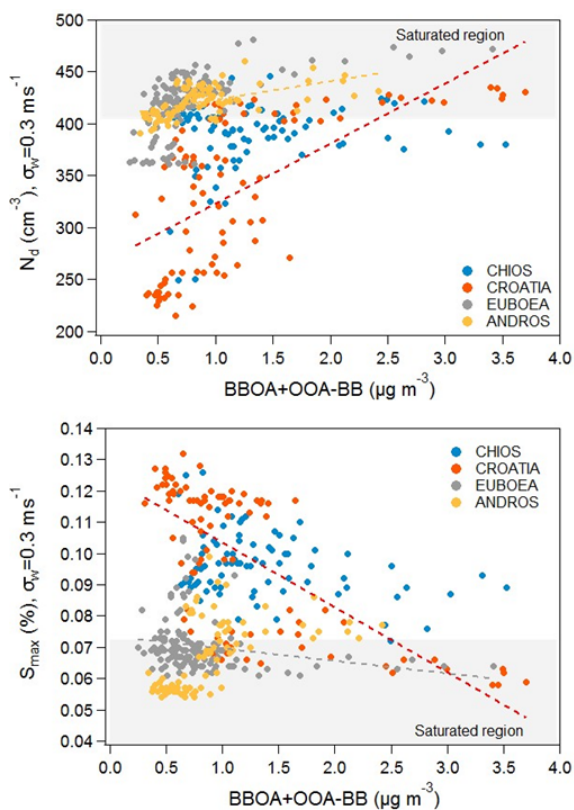 500
450
400
350
300
250
200
N_d (cm⁻³), σ_w=0.3 ms⁻¹
Saturated region
CHIOS
CROATIA
EUBOEA
ANDROS
0.0 0.5 1.0 1.5 2.0 2.5 3.0 3.5 4.0
BBOA+OOA-BB (µg m⁻³)
0.14
0.13
0.12
0.11
0.10
0.09
0.08
0.07
0.06
0.05
0.04
S_max (%), σ_w=0.3 ms⁻¹
CHIOS
CROATIA
EUBOEA
ANDROS
Saturated region
0.0 0.5 1.0 1.5 2.0 2.5 3.0 3.5 4.0
BBOA+OOA-BB (µg m⁻³)